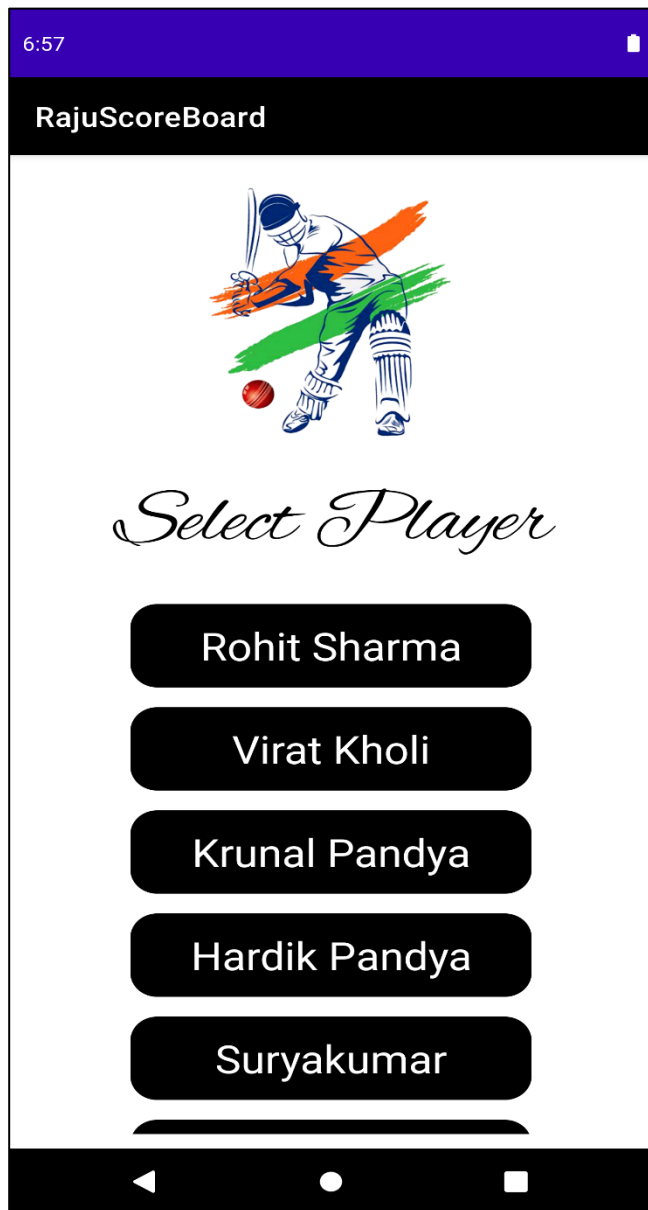 6:57
RajuScoreBoard
Select Player
Rohit Sharma
Virat Kholi
Krunal Pandya
Hardik Pandya
Suryakumar